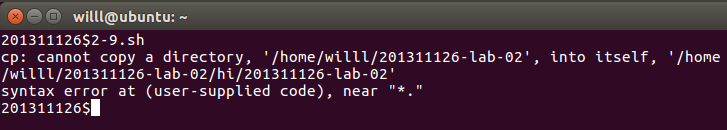 willl@ubuntu: ~
201311126$2-9.sh
cp: cannot copy a directory, '/home/willl/201311126-lab-02', into itself, '/home
/willl/201311126-lab-02/hi/201311126-lab-02'
syntax error at (user-supplied code), near "*."
201311126$